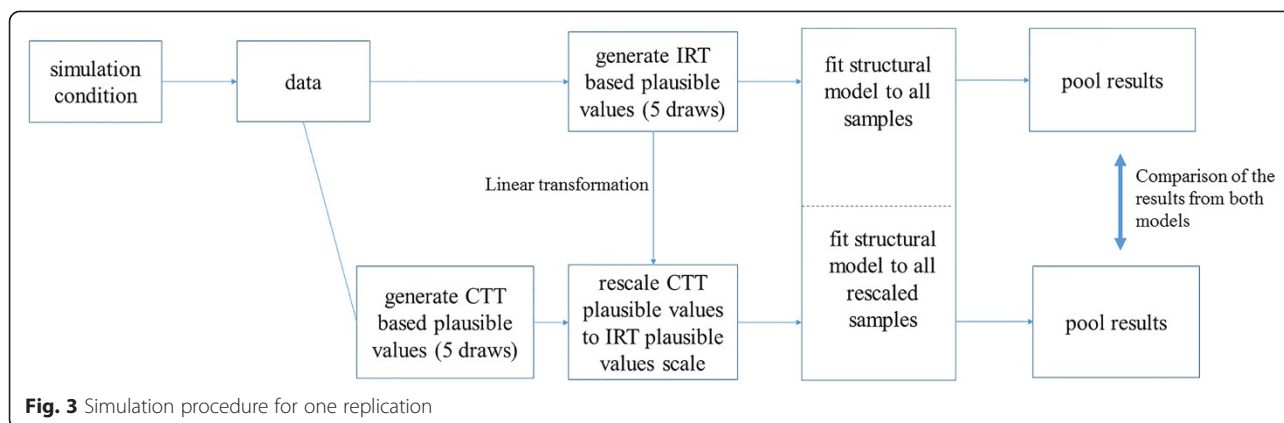 simulation
condition
data
generate IRT
based plausible
values (5 draws)
fit structural
model to all
samples
pool results
Linear transformation
Comparison of the
results from both
models
generate CTT
based plausible
values (5 draws)
rescale CTT
plausible values
to IRT plausible
values scale
fit structural
model to all
rescaled samples
pool results
Fig. 3 Simulation procedure for one replication